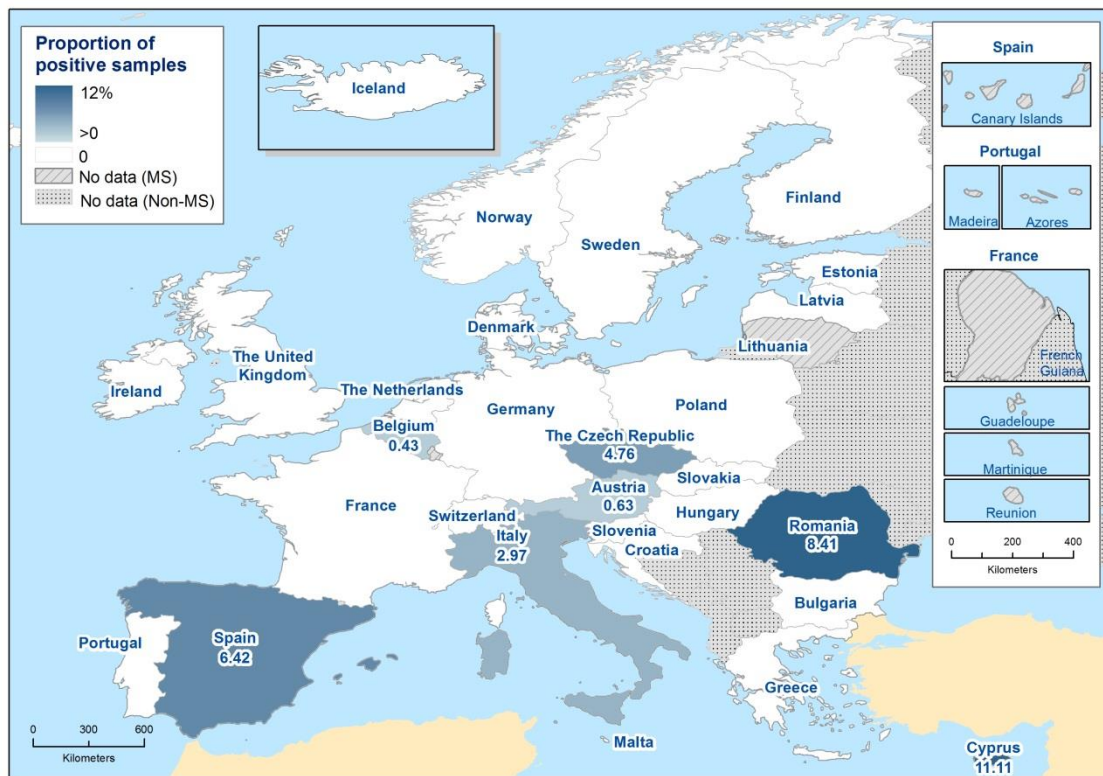 Proportion of
positive samples
12%
>0
0
No data (MS)
No data (Non-MS)
Iceland
Norway
Sweden
Finland
Estonia
Latvia
Lithuania
Denmark
Ireland
The United
Kingdom
The Netherlands
Belgium
0.43
Germany
Poland
The Czech Republic
4.76
Slovakia
Austria
0.63
Hungary
France
Switzerland
Italy
2.97
Slovenia
Croatia
Romania
8.41
Bulgaria
Portugal
Spain
6.42
Greece
Malta
Cyprus
11.11
0 300 600
Kilometers
Spain
Canary Islands
Portugal
Madeira
Azores
France
French
Guiana
Guadeloupe
Martinique
Reunion
0 200 400
Kilometers